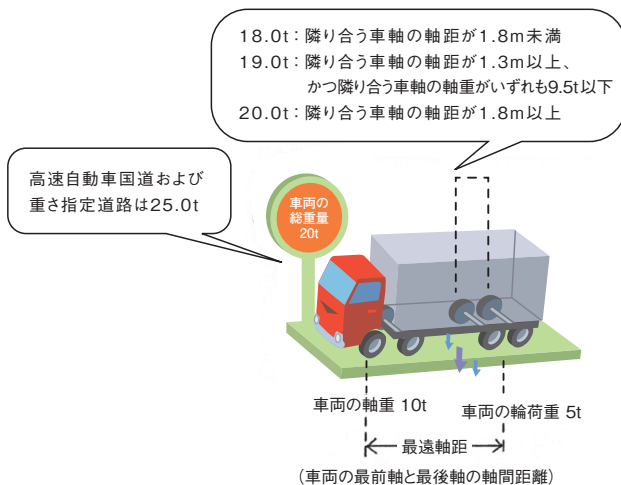 18.0t：隣り合う車軸の軸距が1.8m未満
19.0t：隣り合う車軸の軸距が1.3m以上、
かつ隣り合う車軸の軸重がいずれも9.5t以下
20.0t：隣り合う車軸の軸距が1.8m以上
高速自動車国道および
重さ指定道路は25.0t
車両の
総重量
20t
車両の軸重 10t
車両の輪荷重 5t
最遠軸距
（車両の最前軸と最後軸の軸間距離）